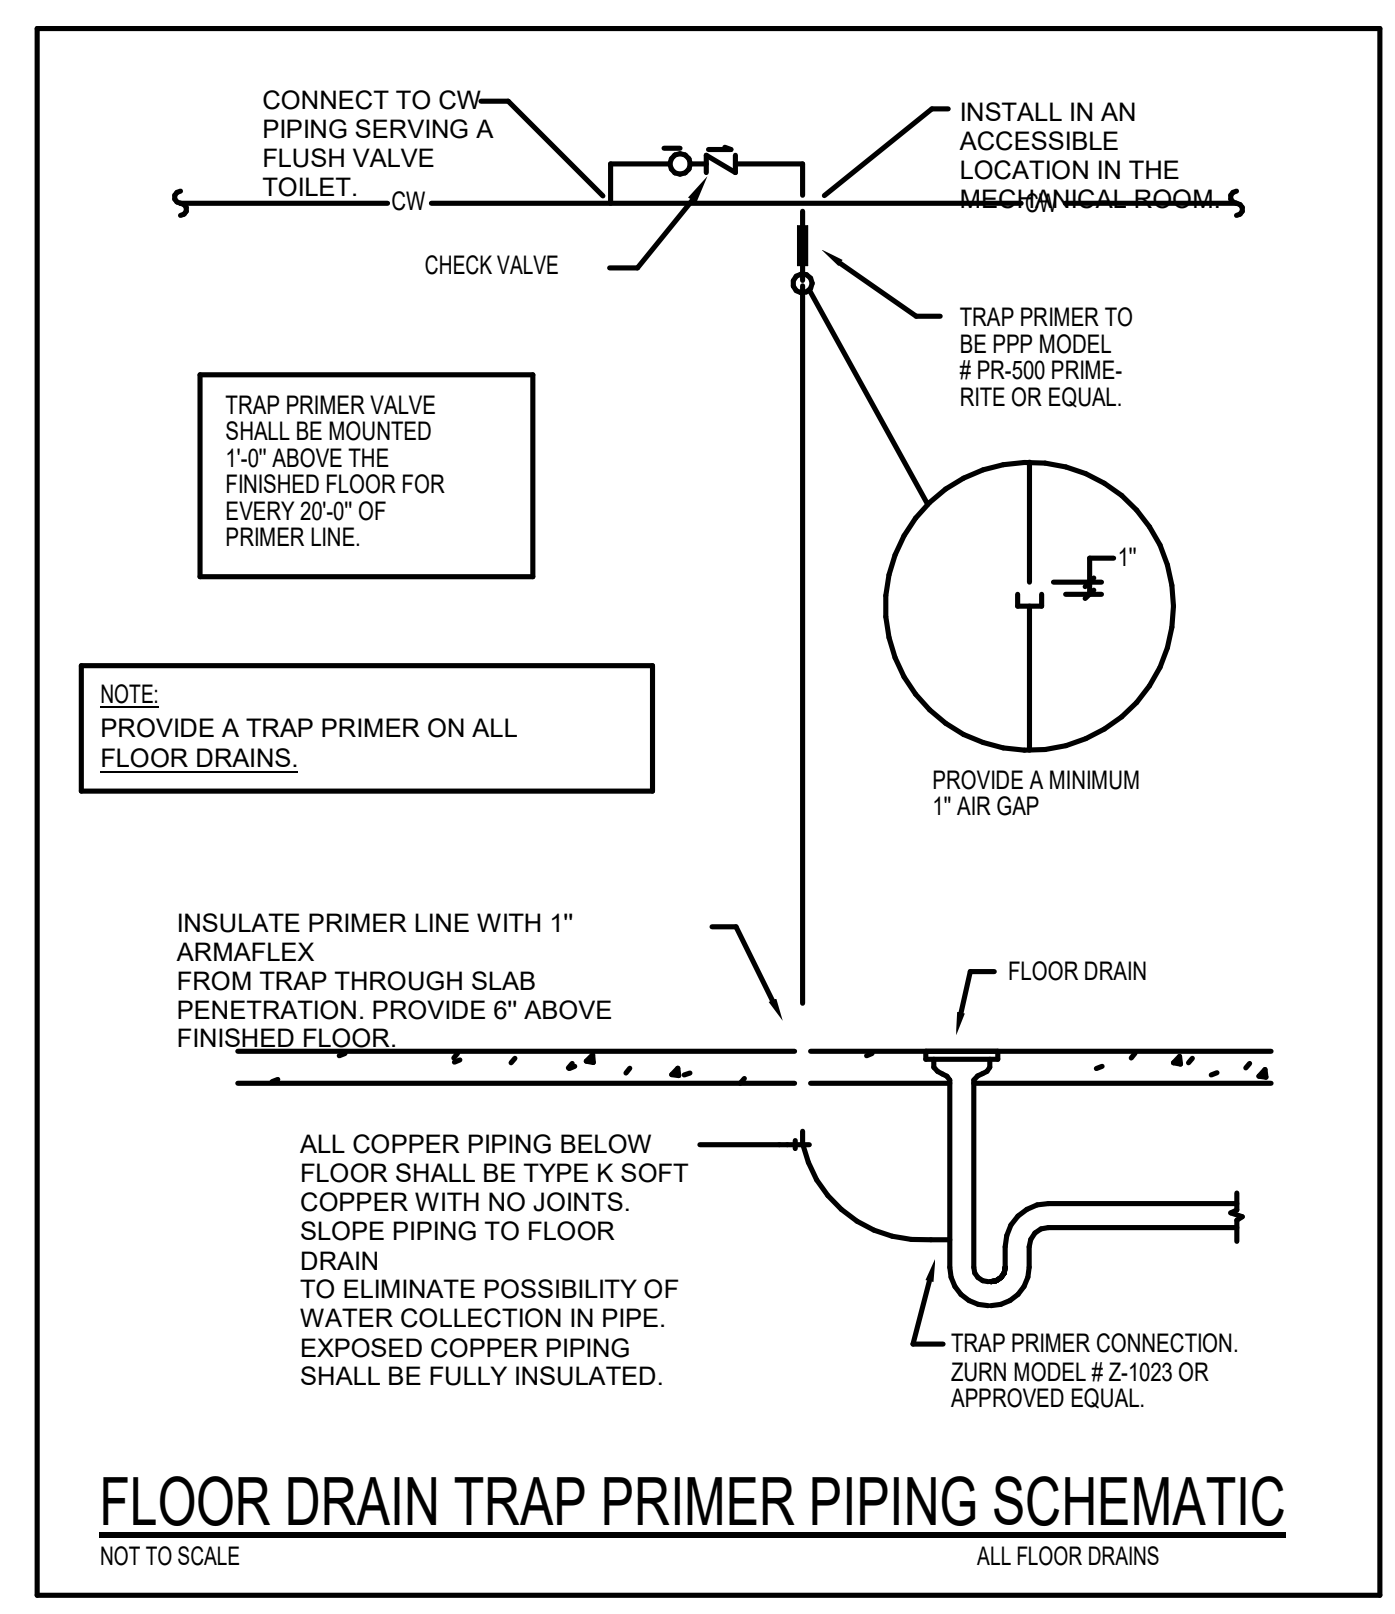 CONNECT TO CW
PIPING SERVING A
FLUSH VALVE
TOILET.
INSTALL IN AN
ACCESSIBLE
LOCATION IN THE
MECHANICAL ROOM.
CW
CW
CHECK VALVE
TRAP PRIMER TO
BE PPP MODEL
# PR-500 PRIME-
RITE OR EQUAL.
TRAP PRIMER VALVE
SHALL BE MOUNTED
1'-0" ABOVE THE
FINISHED FLOOR FOR
EVERY 20'-0" OF
PRIMER LINE.
1"
NOTE:
PROVIDE A TRAP PRIMER ON ALL
FLOOR DRAINS.
PROVIDE A MINIMUM
1" AIR GAP
INSULATE PRIMER LINE WITH 1"
ARMAFLEX
FROM TRAP THROUGH SLAB
PENETRATION. PROVIDE 6" ABOVE
FINISHED FLOOR.
FLOOR DRAIN
ALL COPPER PIPING BELOW
FLOOR SHALL BE TYPE K SOFT
COPPER WITH NO JOINTS.
SLOPE PIPING TO FLOOR
DRAIN
TO ELIMINATE POSSIBILITY OF
WATER COLLECTION IN PIPE.
EXPOSED COPPER PIPING
SHALL BE FULLY INSULATED.
TRAP PRIMER CONNECTION.
ZURN MODEL # Z-1023 OR
APPROVED EQUAL.
FLOOR DRAIN TRAP PRIMER PIPING SCHEMATIC
NOT TO SCALE
ALL FLOOR DRAINS